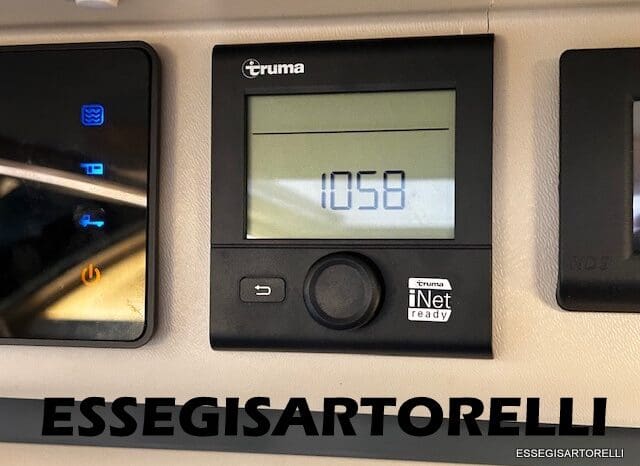 truma
1058
truma
iNet
ready
ESSEGISARTORELLI
ESSEGISARTORELLI